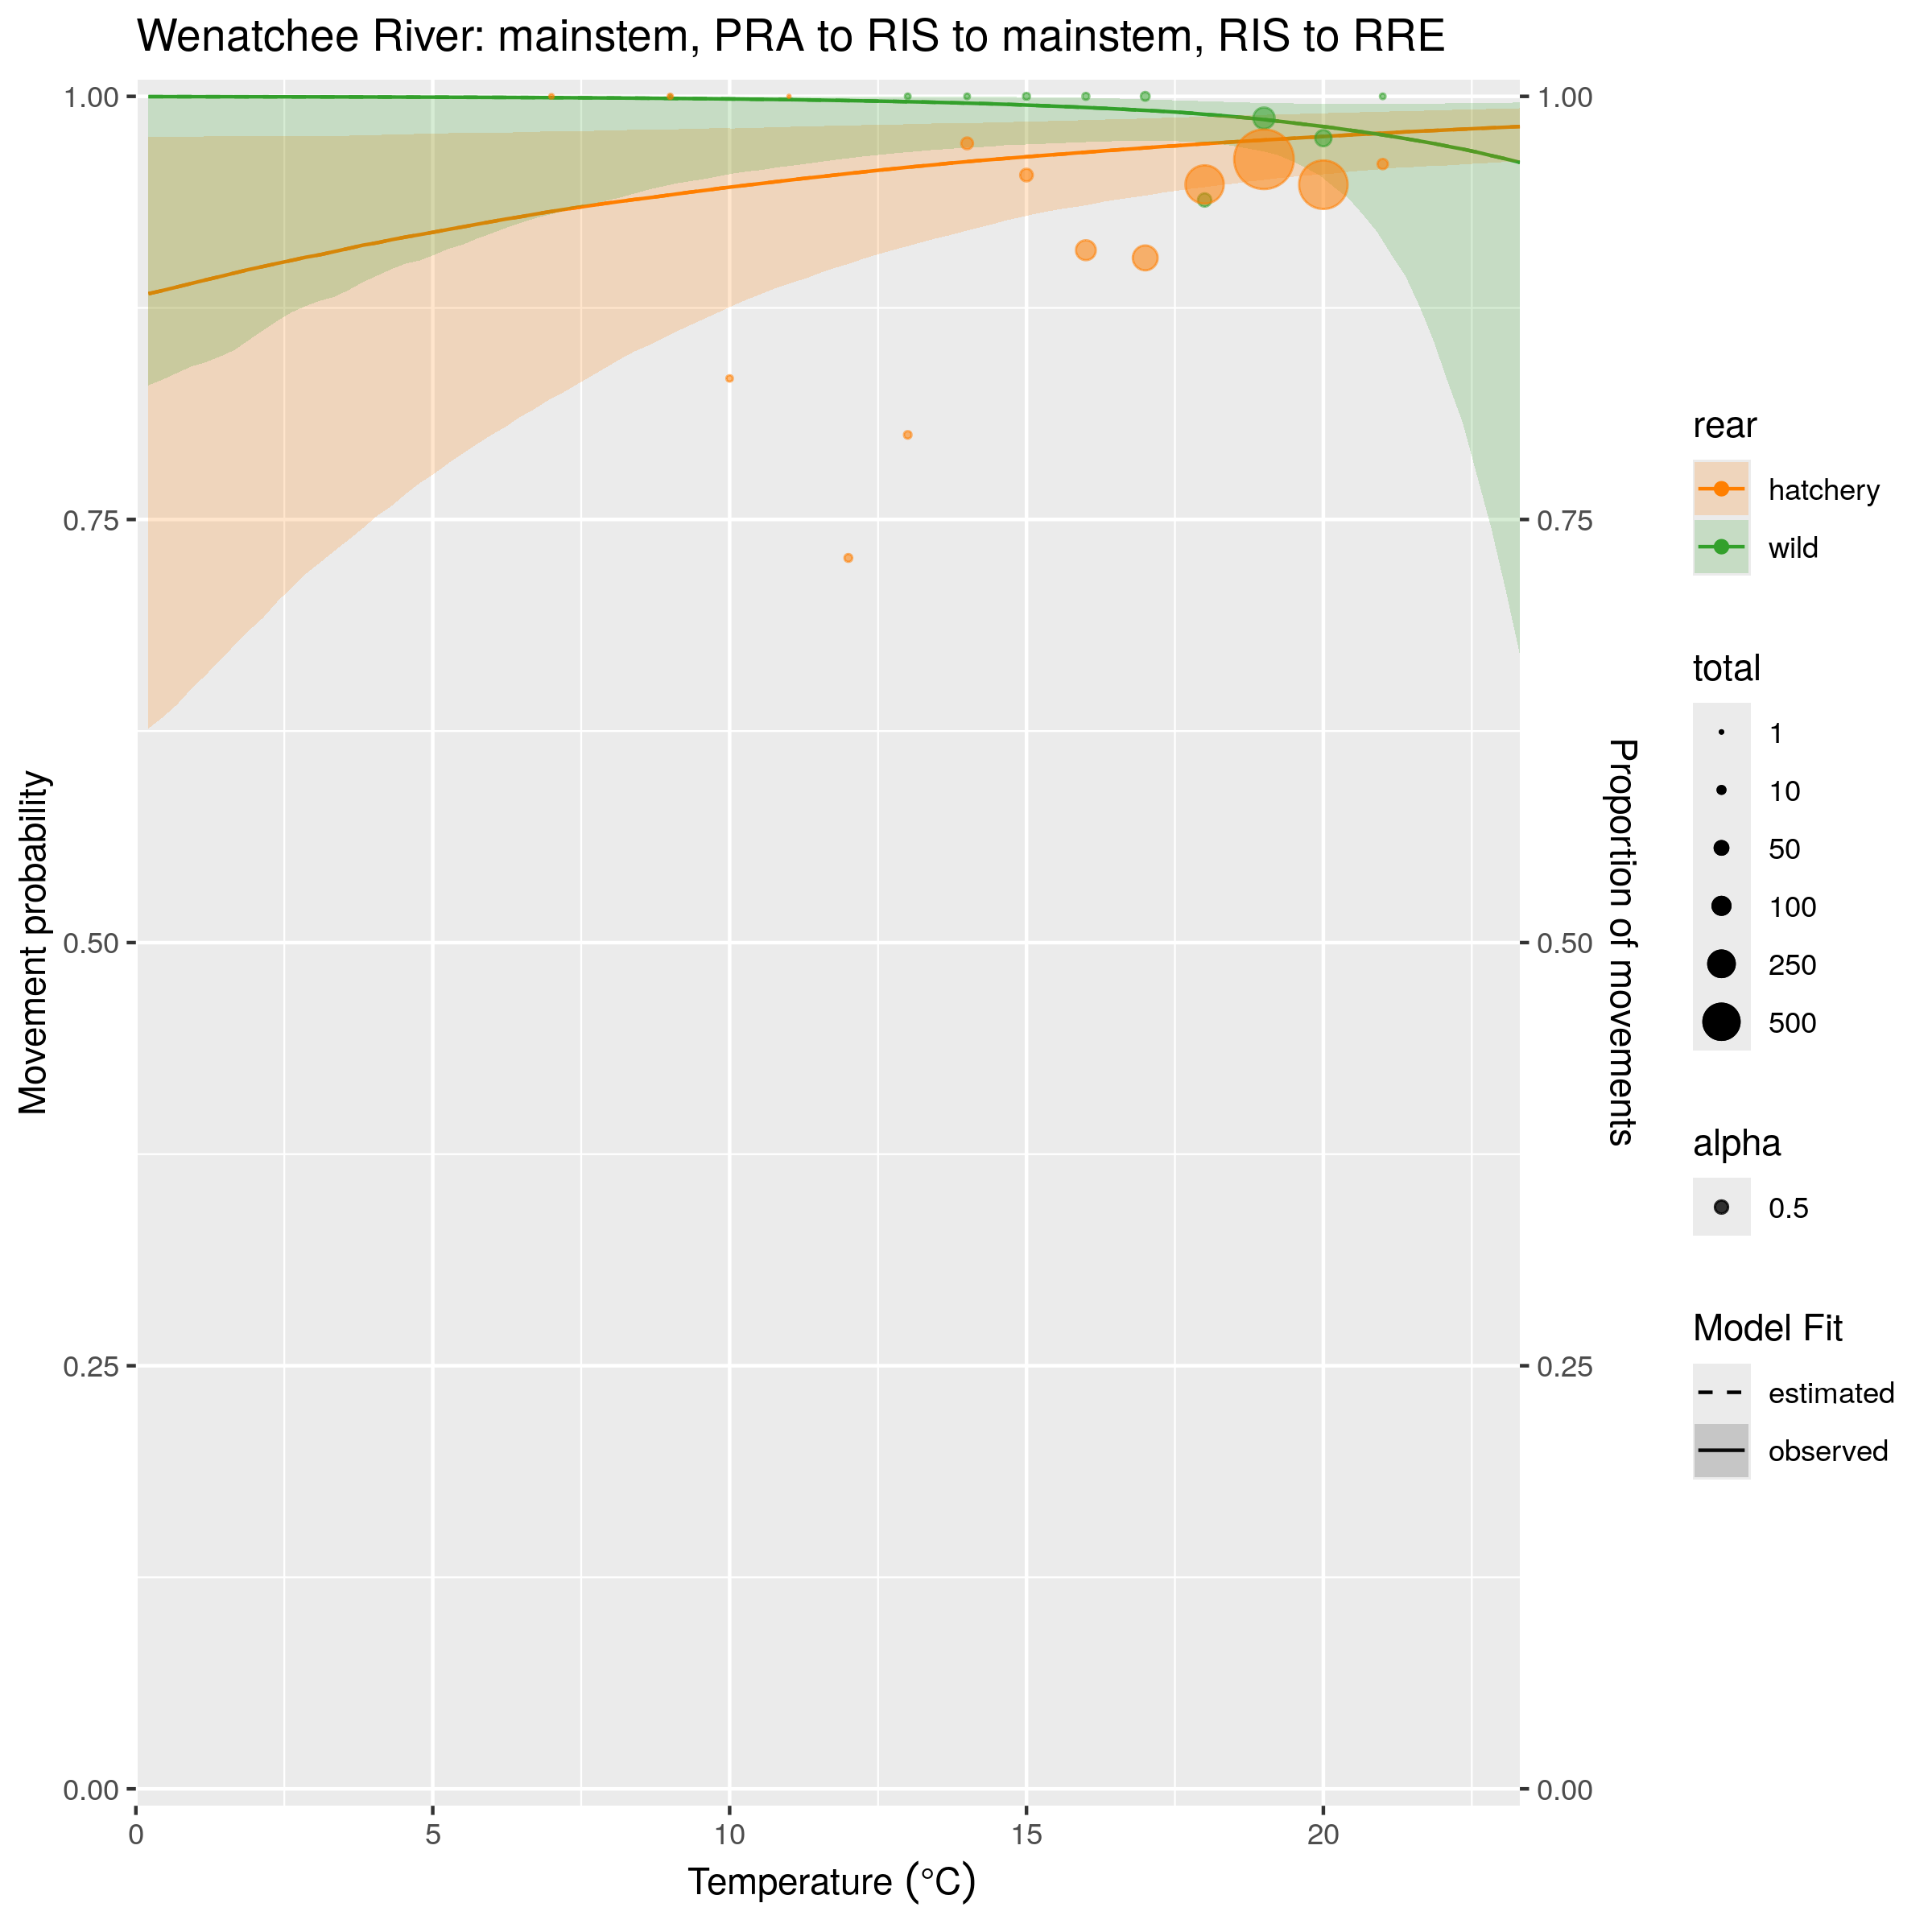 Wenatchee River: mainstem, PRA to RIS to mainstem, RIS to RRE
Movement probability
1.00
0.75
0.50
0.25
0.00
0
5
10
15
20
Temperature (°C)
1.00
0.75
0.50
0.25
0.00
Proportion of movements
rear
hatchery
wild
total
1
10
50
100
250
500
alpha
0.5
Model Fit
estimated
observed